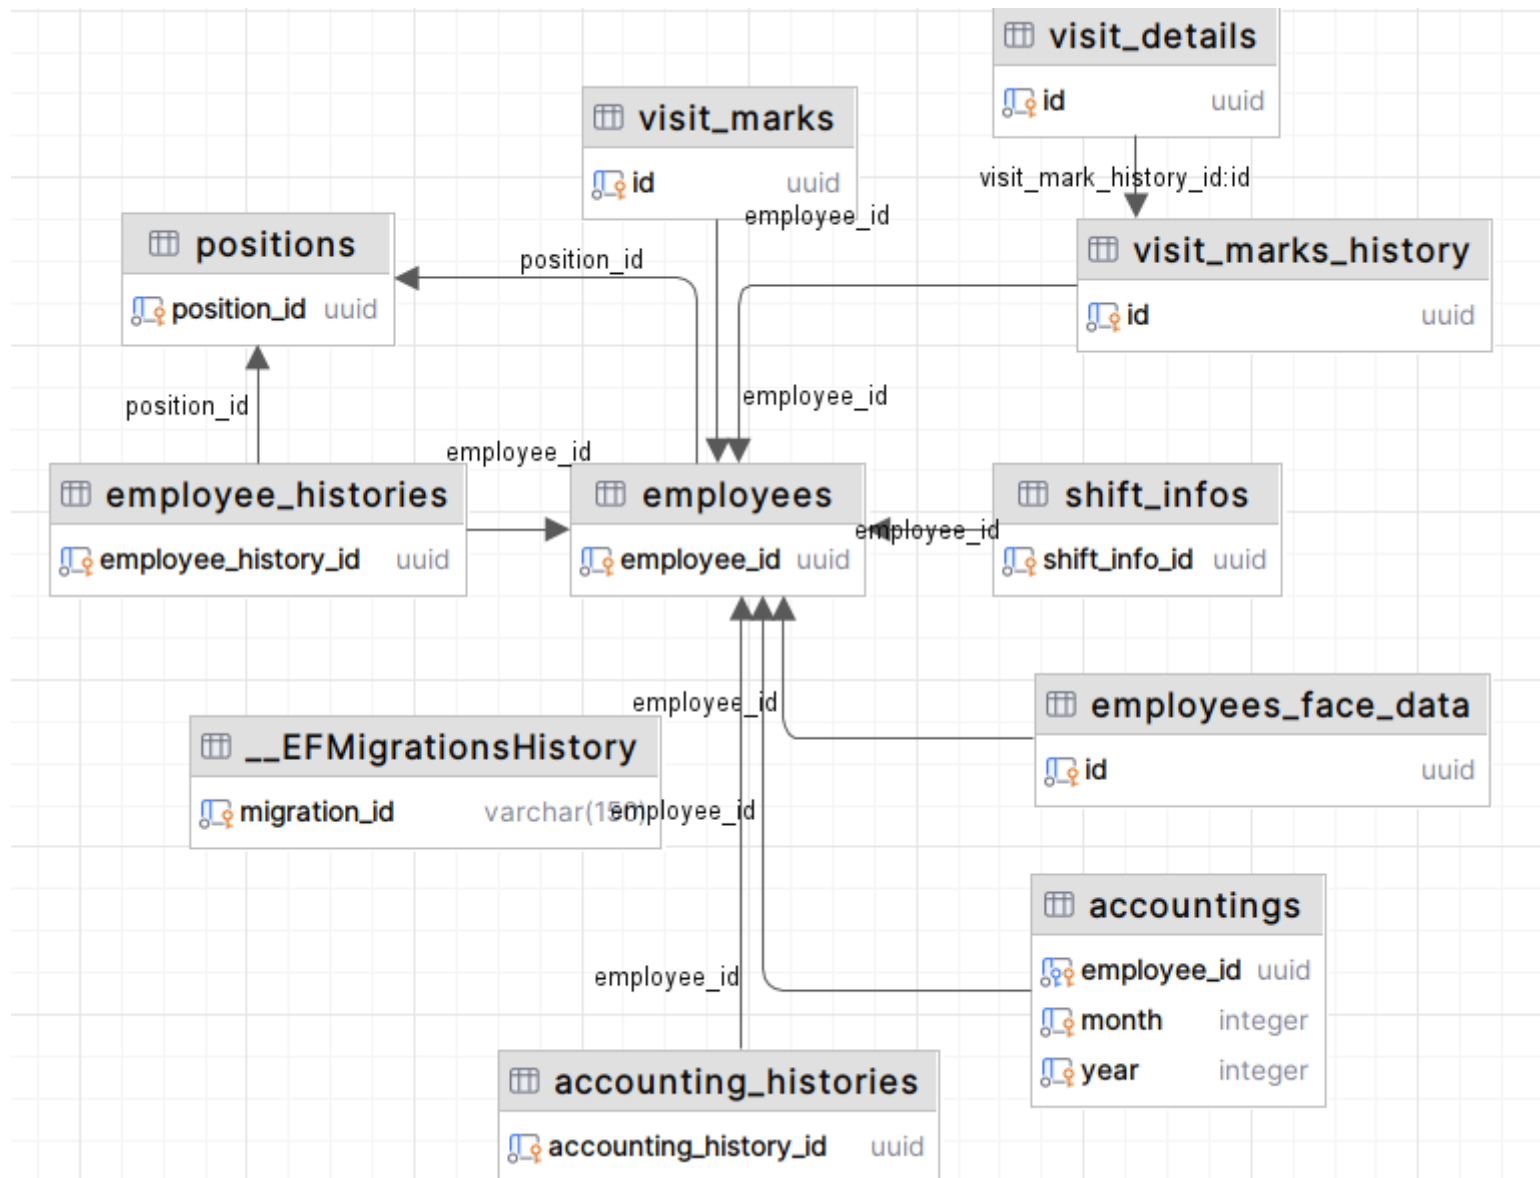 visit_details
id uuid
visit_marks
id uuid
visit_mark_history_id:id
employee_id
positions
position_id uuid
position_id
visit_marks_history
id uuid
position_id
employee_id
employee_id
employee_histories
employee_history_id uuid
employees
employee_id uuid
employee_id
shift_infos
shift_info_id uuid
employee_id
employees_face_data
id uuid
__EFMigrationsHistory
migration_id varchar(150)
employee_id
accountings
employee_id uuid
month integer
year integer
employee_id
accounting_histories
accounting_history_id uuid